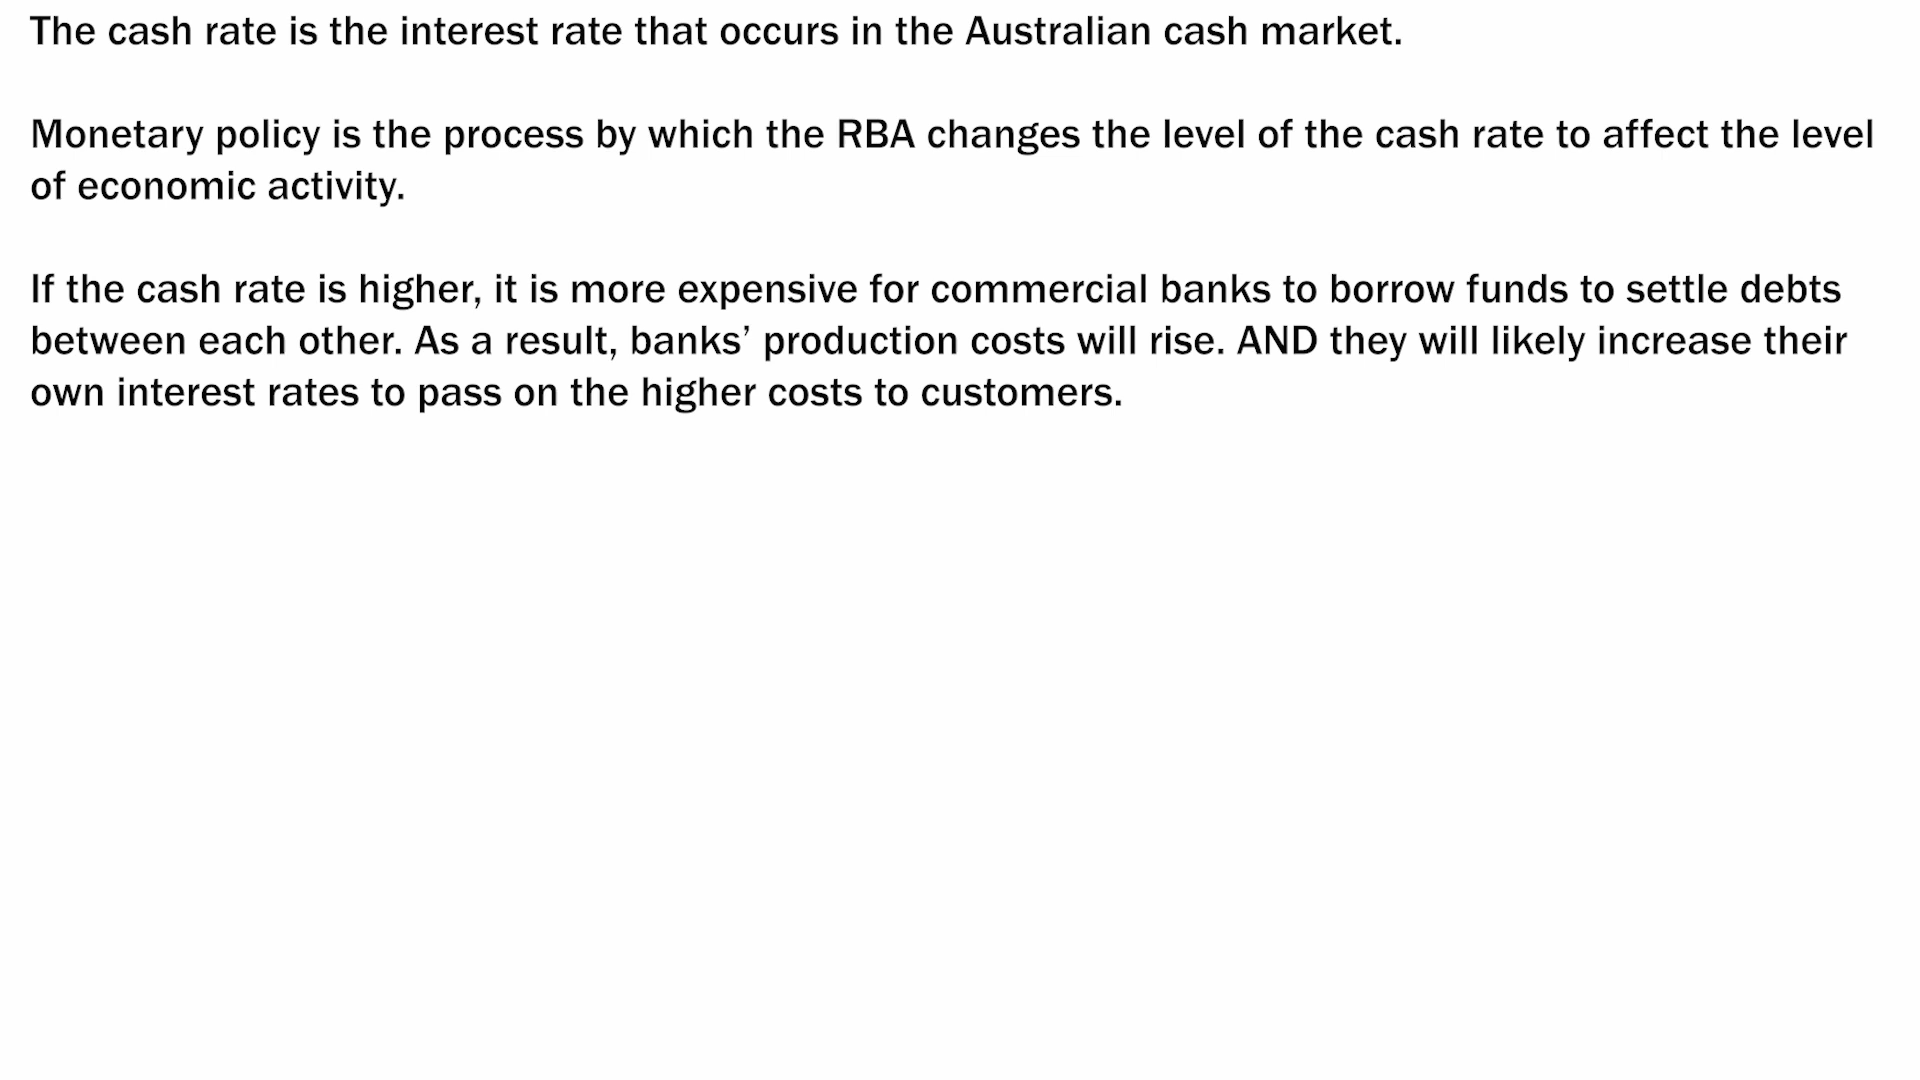 The cash rate is the interest rate that occurs in the Australian cash market.
Monetary policy is the process by which the RBA changes the level of the cash rate to affect the level
of economic activity.
If the cash rate is higher, it is more expensive for commercial banks to borrow funds to settle debts
between each other. As a result, banks’ production costs will rise. AND they will likely increase their
own interest rates to pass on the higher costs to customers.